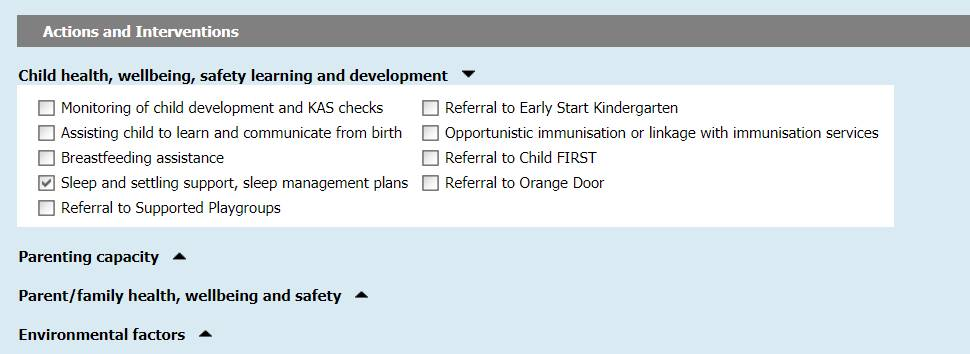 Actions and Interventions
Child health, wellbeing, safety learning and development
Monitoring of child development and KAS checks
Assisting child to learn and communicate from birth
Breastfeeding assistance
Sleep and settling support, sleep management plans
Referral to Supported Playgroups
Referral to Early Start Kindergarten
Opportunistic immunisation or linkage with immunisation services
Referral to Child FIRST
Referral to Orange Door
Parenting capacity
Parent/family health, wellbeing and safety
Environmental factors